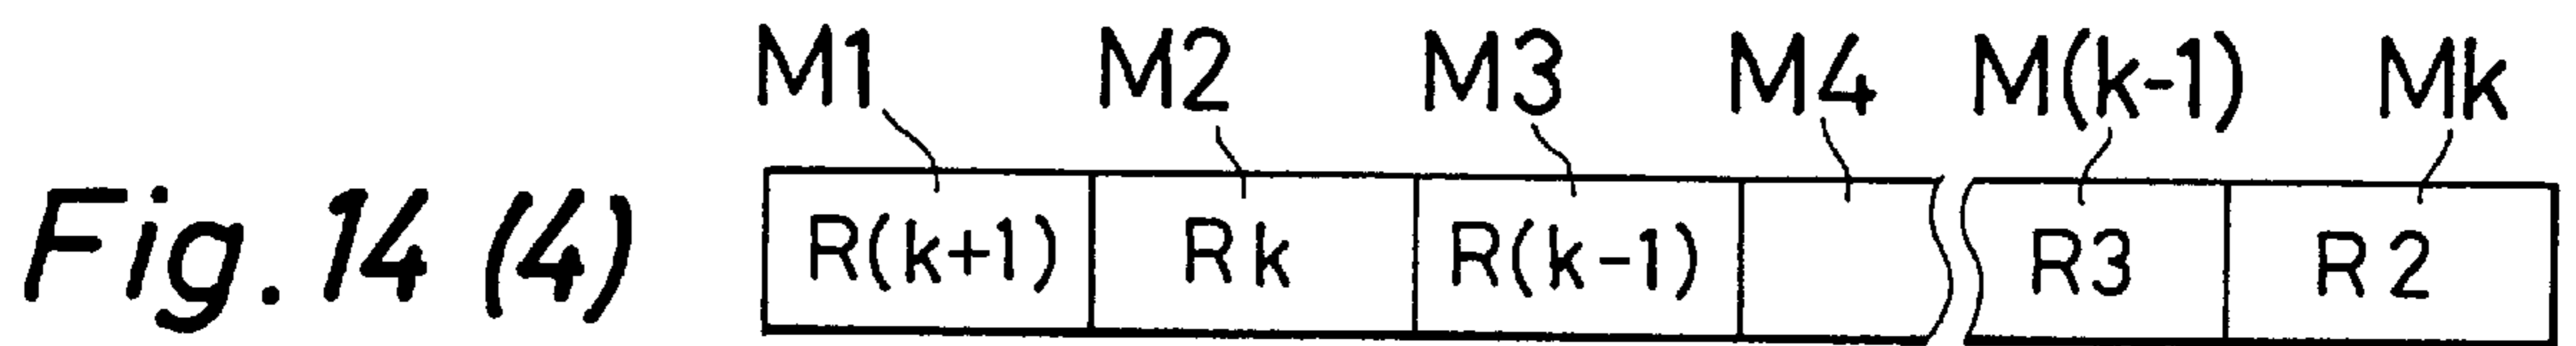 M1 M2 M3 M4 M(k-1) Mk
Fig. 14 (4) R(k+1) Rk R(k-1) R3 R2